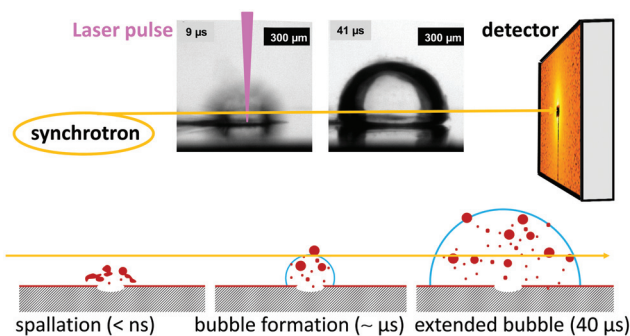 Laser pulse
9 µs
300 µm
41 µs
300 µm
detector
synchrotron
spallation (< ns)
bubble formation (~ µs)
extended bubble (40 µs)